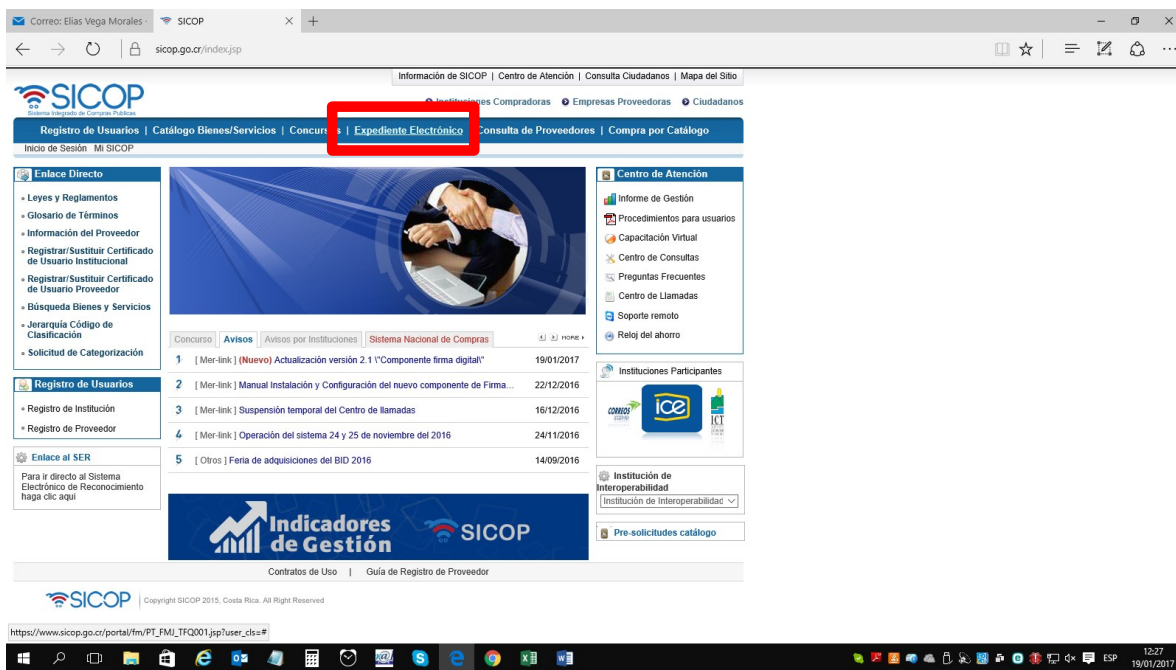 Correo: Elias Vega Morales -
SICOP
sicop.go.cr/index.jsp
Información de SICOP | Centro de Atención | Consulta Ciudadanos | Mapa del Sitio
SICOP
Sistema Integrado de Compras Públicas
Instituciones Compradoras Empresas Proveedoras Ciudadanos
Registro de Usuarios | Catálogo Bienes/Servicios | Concursos | Expediente Electrónico Consulta de Proveedores | Compra por Catálogo
Inicio de Sesión Mi SICOP
Enlace Directo
Leyes y Reglamentos
Glosario de Términos
Información del Proveedor
Registrar/Sustituir Certificado
de Usuario Institucional
Registrar/Sustituir Certificado
de Usuario Proveedor
Búsqueda Bienes y Servicios
Jerarquía Código de
Clasificación
Solicitud de Categorización
Registro de Usuarios
Registro de Institución
Registro de Proveedor
Enlace al SER
Para ir directo al Sistema
Electrónico de Reconocimiento
haga clic aqui
Concurso Avisos Avisos por Instituciones Sistema Nacional de Compras MORE
1 [ Mer-link ] (Nuevo) Actualización versión 2.1 \"Componente firma digital\" 19/01/2017
2 [ Mer-link ] Manual Instalación y Configuración del nuevo componente de Firma... 22/12/2016
3 [ Mer-link ] Suspensión temporal del Centro de llamadas 16/12/2016
4 [ Mer-link ] Operación del sistema 24 y 25 de noviembre del 2016 24/11/2016
5 [ Otros ] Feria de adquisiciones del BID 2016 14/09/2016
Indicadores
de Gestión
SICOP
Centro de Atención
Informe de Gestión
Procedimientos para usuarios
Capacitación Virtual
Centro de Consultas
Preguntas Frecuentes
Centro de Llamadas
Soporte remoto
Reloj del ahorro
Instituciones Participantes
CORREOS
ice
ICT
Institución de
Interoperabilidad
Institución de Interoperabilidad
Pre-solicitudes catálogo
Contratos de Uso | Guía de Registro de Proveedor
SICOP
Copyright SICOP 2015, Costa Rica. All Right Reserved
https://www.sicop.go.cr/portal/fm/PT_FMJ_TFQ001.jsp?user_cls=#
ESP
12:27
19/01/2017